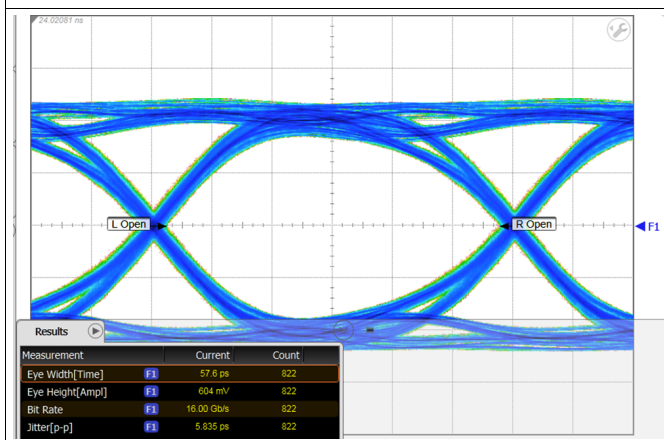 24.02081 ns
L Open
R Open
F1
Results
Measurement Current Count
Eye Width[Time] F1 57.6 ps 822
Eye Height[Ampl] F1 604 mV 822
Bit Rate F1 16.00 Gb/s 822
Jitter[p-p] F1 5.835 ps 822